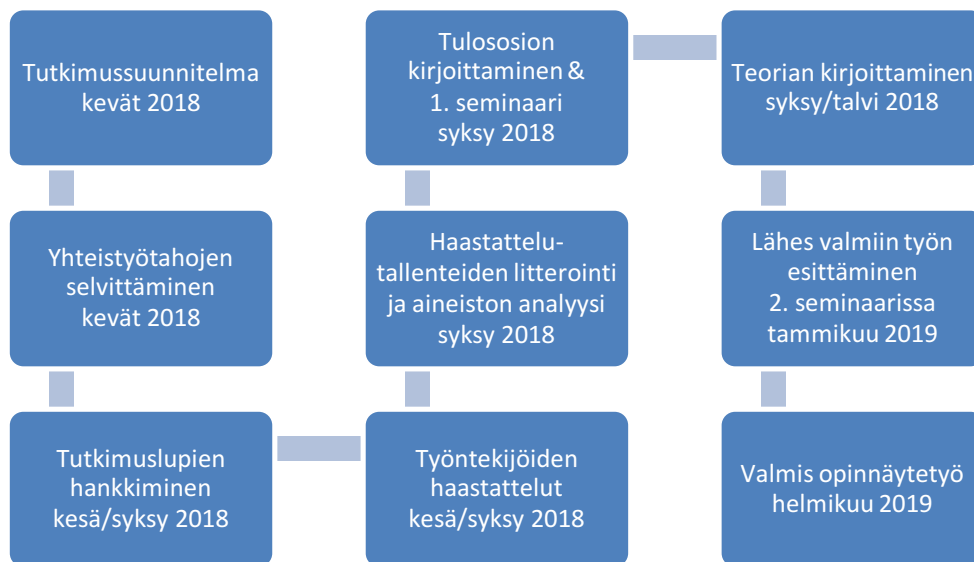 Tutkimussuunnitelma
kevät 2018
Yhteistyötahojen
selvittäminen
kevät 2018
Tutkimuslupien
hankkiminen
kesä/syksy 2018
Työntekijöiden
haastattelut
kesä/syksy 2018
Haastattelu-
tallenteiden litterointi
ja aineiston analyysi
syksy 2018
Tulososion
kirjoittaminen &
1. seminaari
syksy 2018
Teorian kirjoittaminen
syksy/talvi 2018
Lähes valmiin työn
esittäminen
2. seminaarissa
tammikuu 2019
Valmis opinnäytetyö
helmikuu 2019